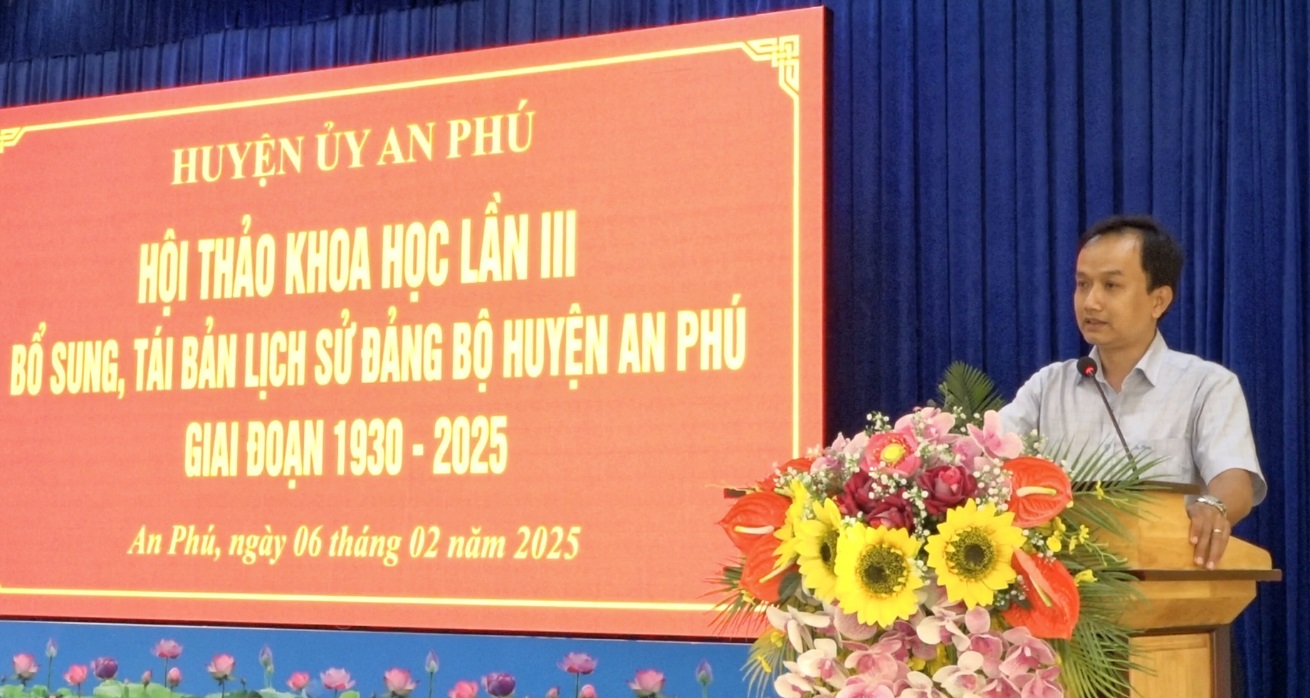 HUYỆN ỦY AN PHÚ
HỘI THẢO KHOA HỌC LẦN III
BỔ SUNG, TÁI BẢN LỊCH SỬ ĐẢNG BỘ HUYỆN AN PHÚ
GIAI ĐOẠN 1930 - 2025
An Phú, ngày 06 tháng 02 năm 2025